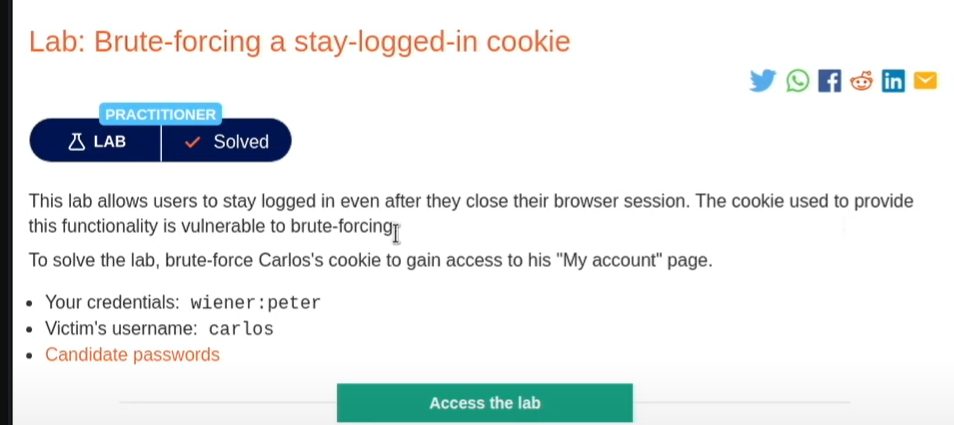 Lab: Brute-forcing a stay-logged-in cookie
PRACTITIONER
LAB Solved
This lab allows users to stay logged in even after they close their browser session. The cookie used to provide
this functionality is vulnerable to brute-forcing.
To solve the lab, brute-force Carlos's cookie to gain access to his "My account" page.
Your credentials: wiener:peter
Victim's username: carlos
Candidate passwords
Access the lab